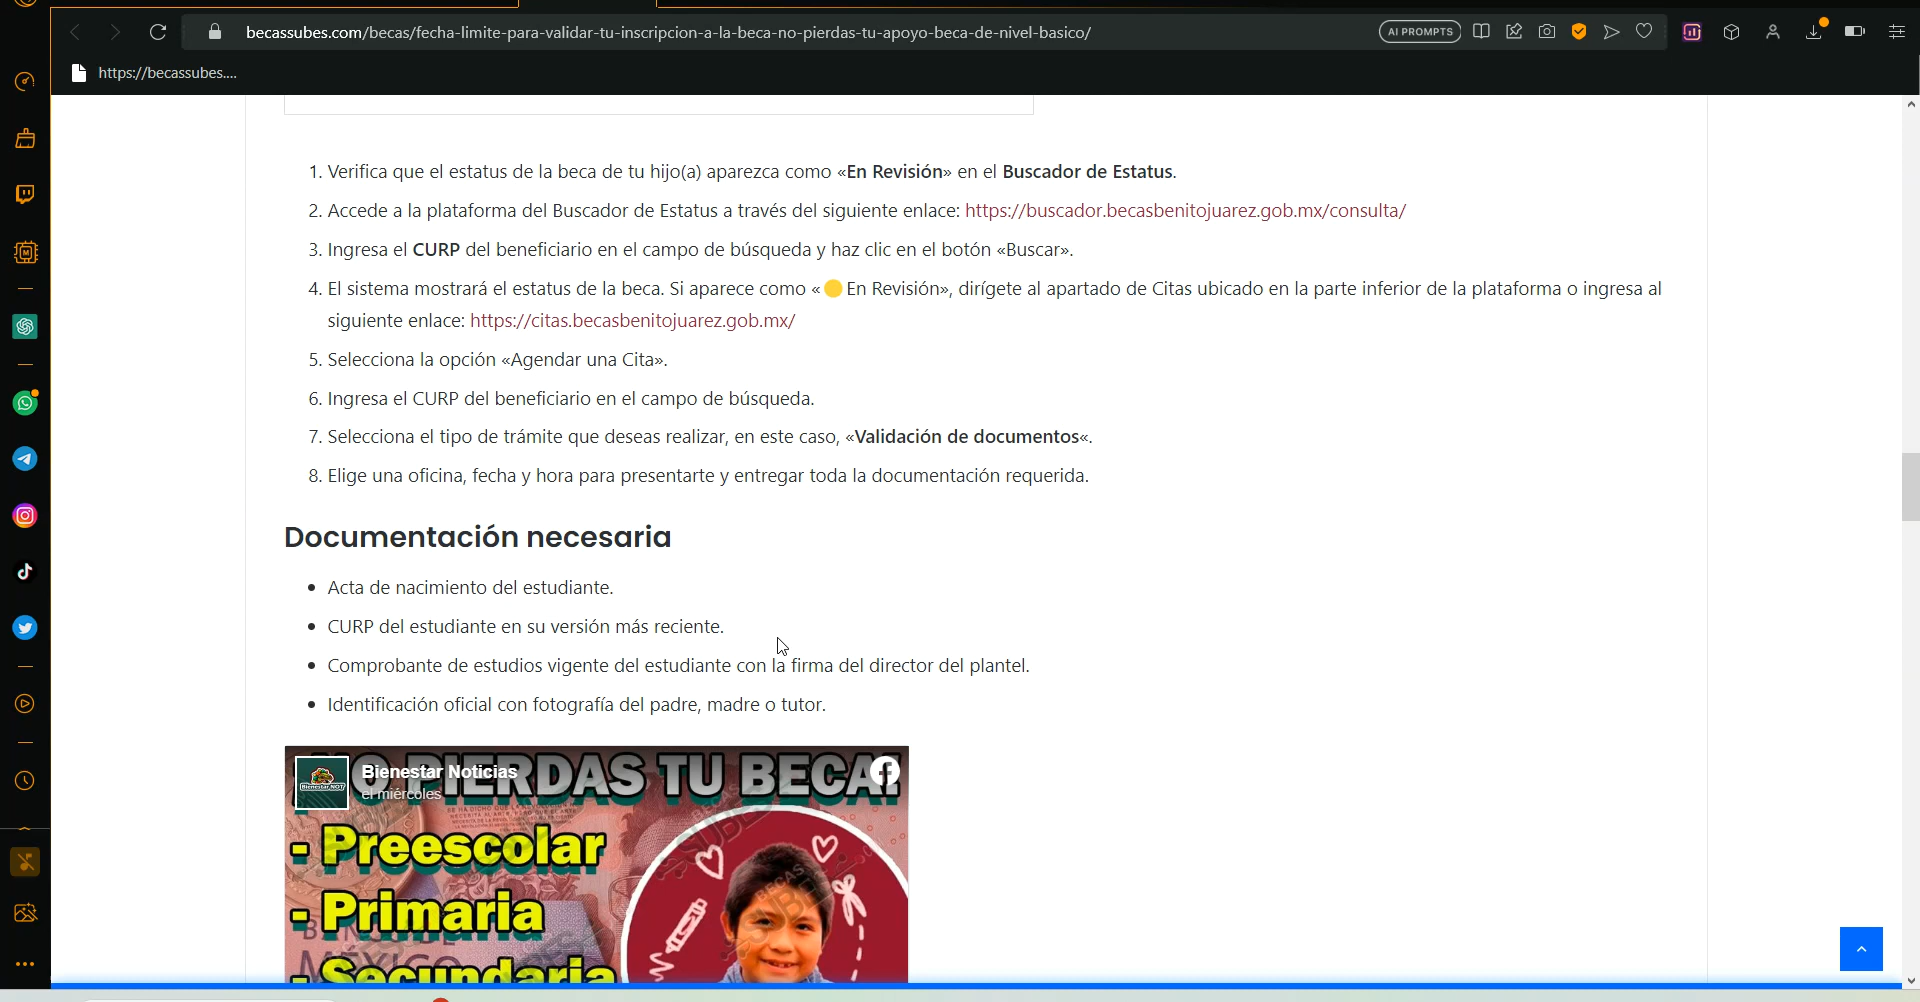 becassubes.com/becas/fecha-limite-para-validar-tu-inscripcion-a-la-beca-no-pierdas-tu-apoyo-beca-de-nivel-basico/
AI PROMPTS
https://becassubes....
1. Verifica que el estatus de la beca de tu hijo(a) aparezca como «En Revisión» en el Buscador de Estatus.
2. Accede a la plataforma del Buscador de Estatus a través del siguiente enlace: https://buscador.becasbenitojuarez.gob.mx/consulta/
3. Ingresa el CURP del beneficiario en el campo de búsqueda y haz clic en el botón «Buscar».
4. El sistema mostrará el estatus de la beca. Si aparece como «🟡 En Revisión», dirígete al apartado de Citas ubicado en la parte inferior de la plataforma o ingresa al
siguiente enlace: https://citas.becasbenitojuarez.gob.mx/
5. Selecciona la opción «Agendar una Cita».
6. Ingresa el CURP del beneficiario en el campo de búsqueda.
7. Selecciona el tipo de trámite que deseas realizar, en este caso, «Validación de documentos«.
8. Elige una oficina, fecha y hora para presentarte y entregar toda la documentación requerida.
Documentación necesaria
• Acta de nacimiento del estudiante.
• CURP del estudiante en su versión más reciente.
• Comprobante de estudios vigente del estudiante con la firma del director del plantel.
• Identificación oficial con fotografía del padre, madre o tutor.
NO PIERDAS TU BECA!
Bienestar Noticias
el miércoles
- Preescolar
- Primaria
- Secundaria
MÉXICO